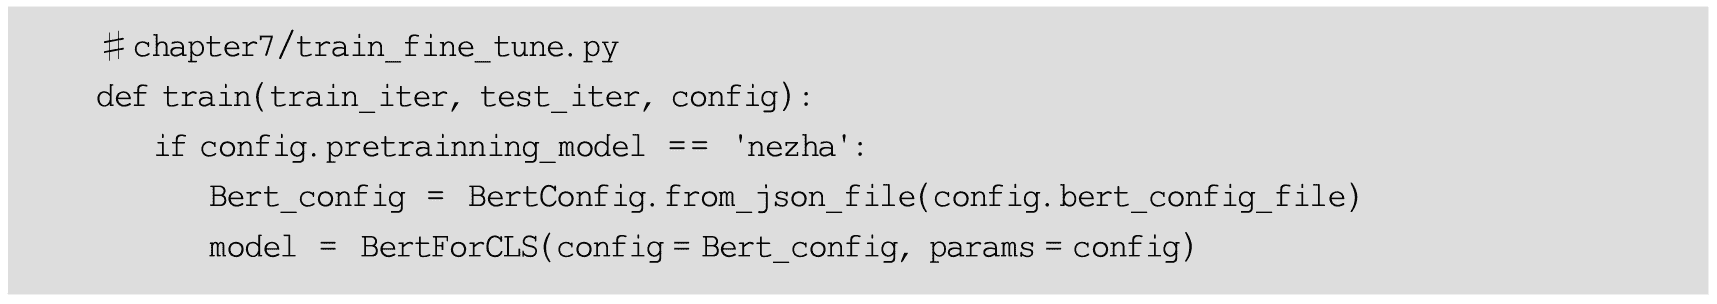 #chapter7/train_fine_tune.py
def train(train_iter, test_iter, config):
    if config.pretrainning_model == 'nezha':
        Bert_config = BertConfig.from_json_file(config.bert_config_file)
        model = BertForCLS(config=Bert_config, params=config)